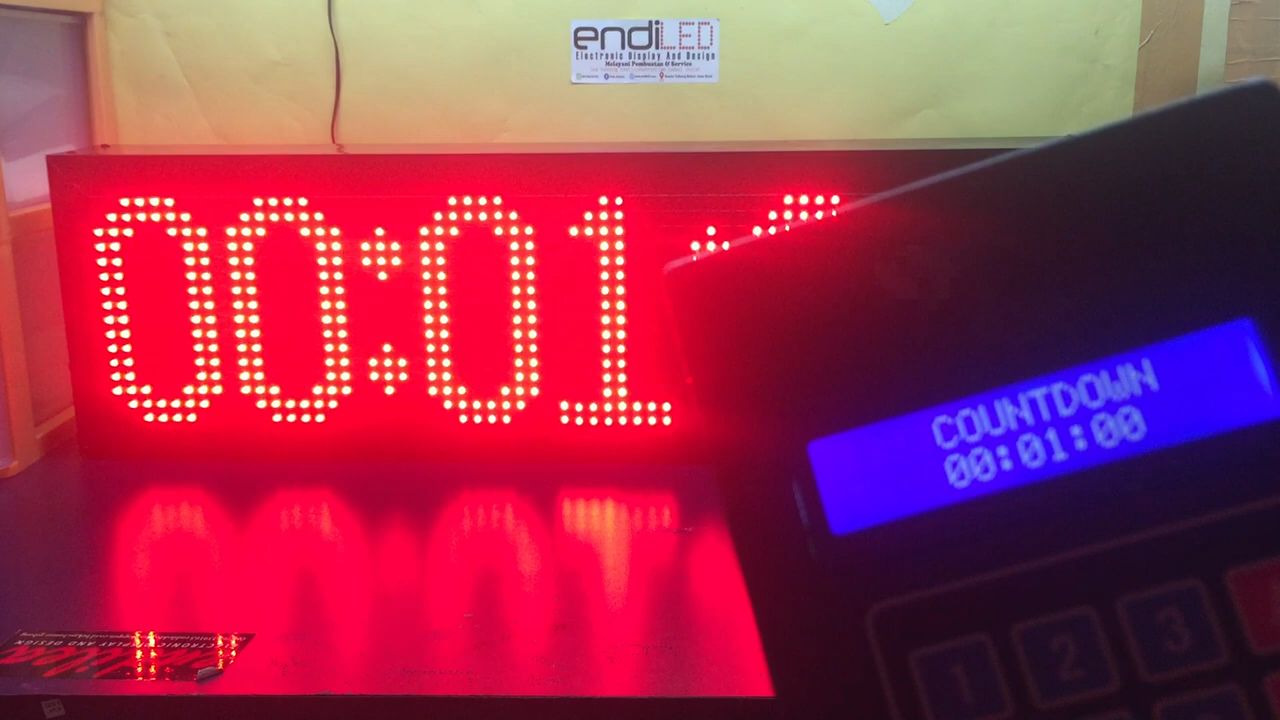 endiLED
Electronic Display And Design
Melayani Pembuatan & Service
00:01:
COUNTDOWN
00:01:00
1 2 3